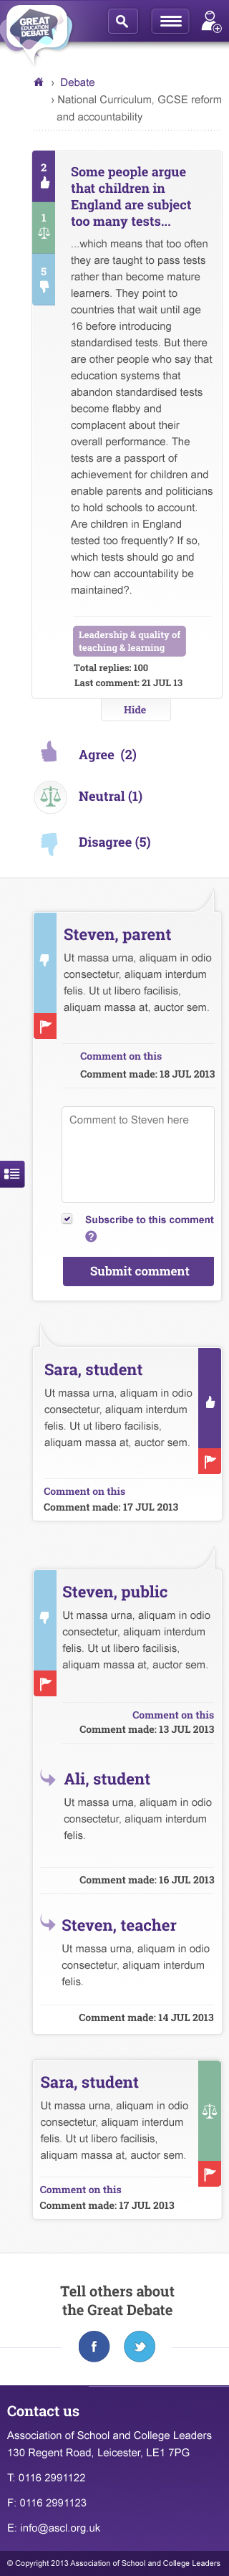 GREAT
EDUCATION
DEBATE
› Debate
› National Curriculum, GCSE reform
and accountability
2
1
5
Some people argue
that children in
England are subject
too many tests...
...which means that too often
they are taught to pass tests
rather than become mature
learners. They point to
countries that wait until age
16 before introducing
standardised tests. But there
are other people who say that
education systems that
abandon standardised tests
become flabby and
complacent about their
overall performance. The
tests are a passport of
achievement for children and
enable parents and politicians
to hold schools to account.
Are children in England
tested too frequently? If so,
which tests should go and
how can accountability be
maintained?.
Leadership & quality of
teaching & learning
Total replies: 100
Last comment: 21 JUL 13
Hide
Agree (2)
Neutral (1)
Disagree (5)
Steven, parent
Ut massa urna, aliquam in odio
consectetur, aliquam interdum
felis. Ut ut libero facilisis,
aliquam massa at, auctor sem.
Comment on this
Comment made: 18 JUL 2013
Comment to Steven here
Subscribe to this comment
?
Submit comment
Sara, student
Ut massa urna, aliquam in odio
consectetur, aliquam interdum
felis. Ut ut libero facilisis,
aliquam massa at, auctor sem.
Comment on this
Comment made: 17 JUL 2013
Steven, public
Ut massa urna, aliquam in odio
consectetur, aliquam interdum
felis. Ut ut libero facilisis,
aliquam massa at, auctor sem.
Comment on this
Comment made: 13 JUL 2013
Ali, student
Ut massa urna, aliquam in odio
consectetur, aliquam interdum
felis.
Comment made: 16 JUL 2013
Steven, teacher
Ut massa urna, aliquam in odio
consectetur, aliquam interdum
felis.
Comment made: 14 JUL 2013
Sara, student
Ut massa urna, aliquam in odio
consectetur, aliquam interdum
felis. Ut ut libero facilisis,
aliquam massa at, auctor sem.
Comment on this
Comment made: 17 JUL 2013
Tell others about
the Great Debate
f
Contact us
Association of School and College Leaders
130 Regent Road, Leicester, LE1 7PG
T: 0116 2991122
F: 0116 2991123
E: info@ascl.org.uk
© Copyright 2013 Association of School and College Leaders